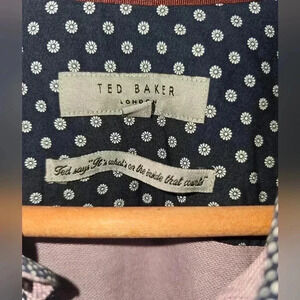 TED BAKER
LONDON
Ted says "It's what's on the inside that counts"